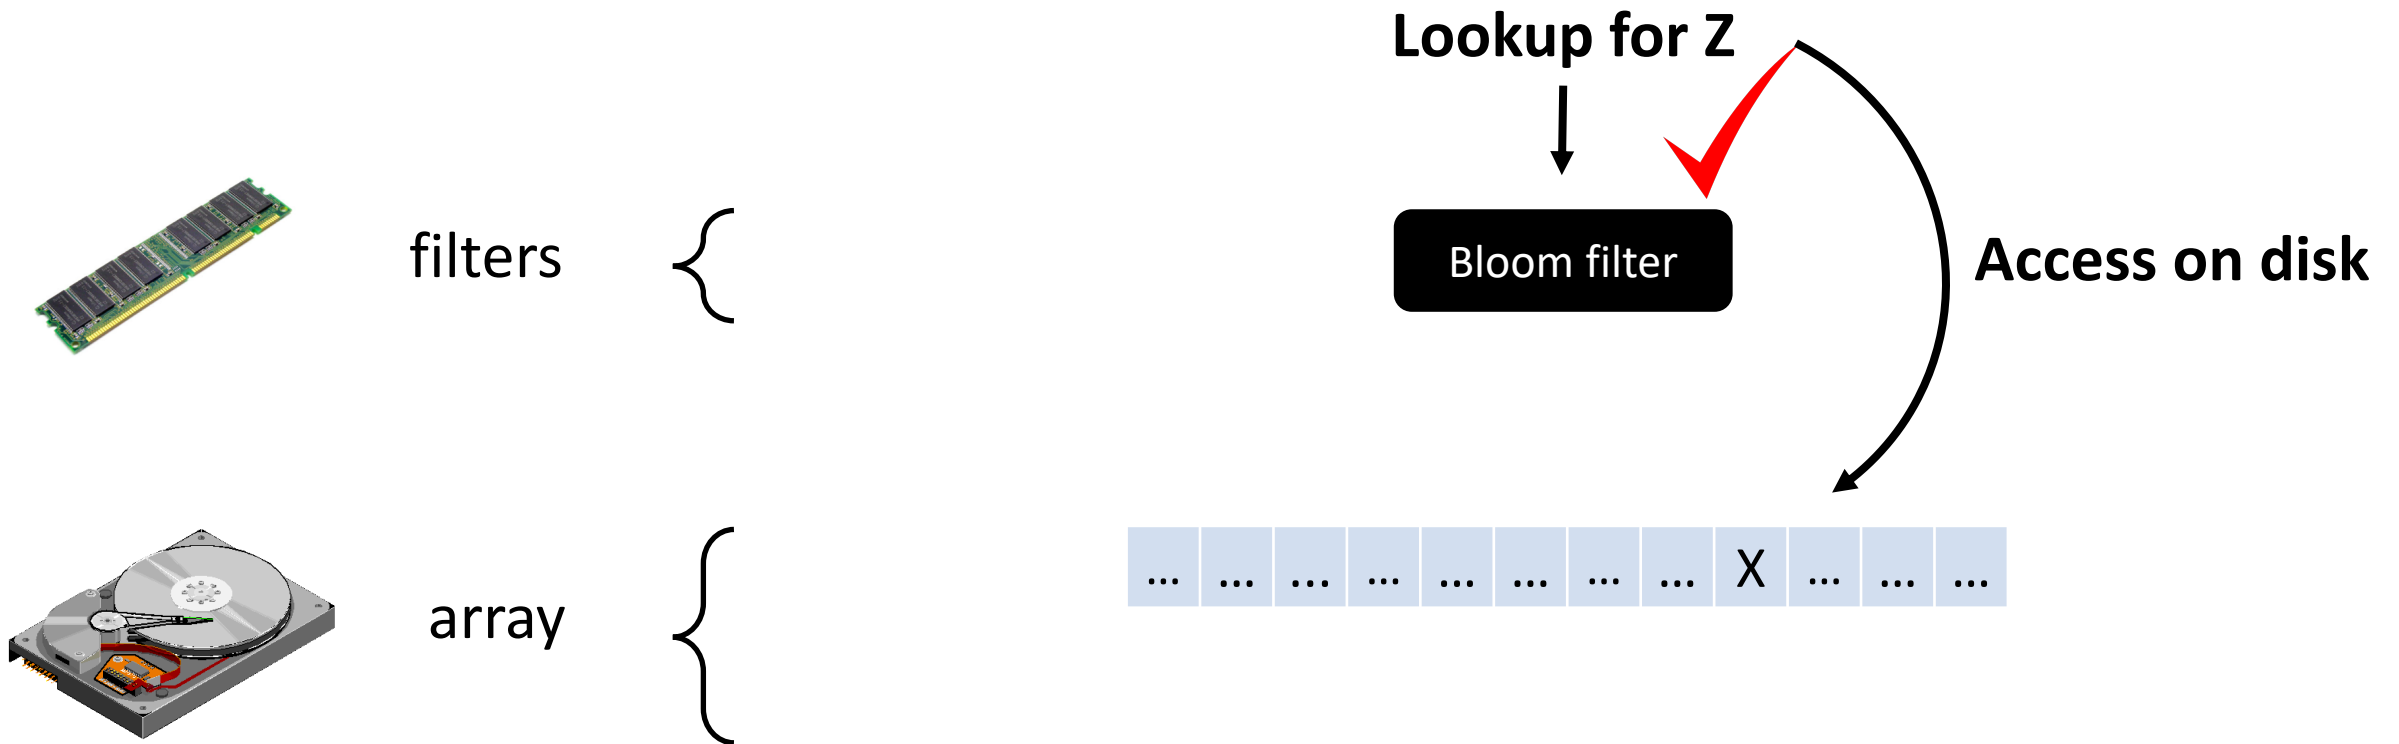 Lookup for Z
filters
Bloom filter
Access on disk
array
... ... ... ... ... ... ... ... X ... ... ...